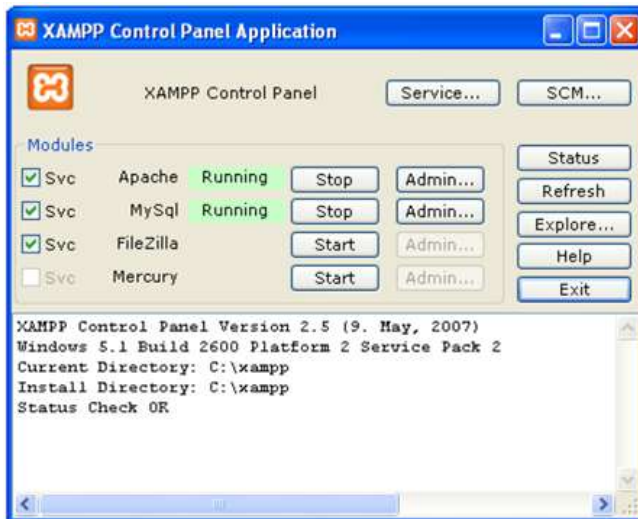 XAMPP Control Panel Application
XAMPP Control Panel Service... SCM...
Modules
Svc Apache Running Stop Admin...
Svc MySql Running Stop Admin...
Svc FileZilla Start Admin...
Svc Mercury Start Admin...
Status
Refresh
Explore...
Help
Exit
XAMPP Control Panel Version 2.5 (9. May, 2007)
Windows 5.1 Build 2600 Platform 2 Service Pack 2
Current Directory: C:\xampp
Install Directory: C:\xampp
Status Check OK